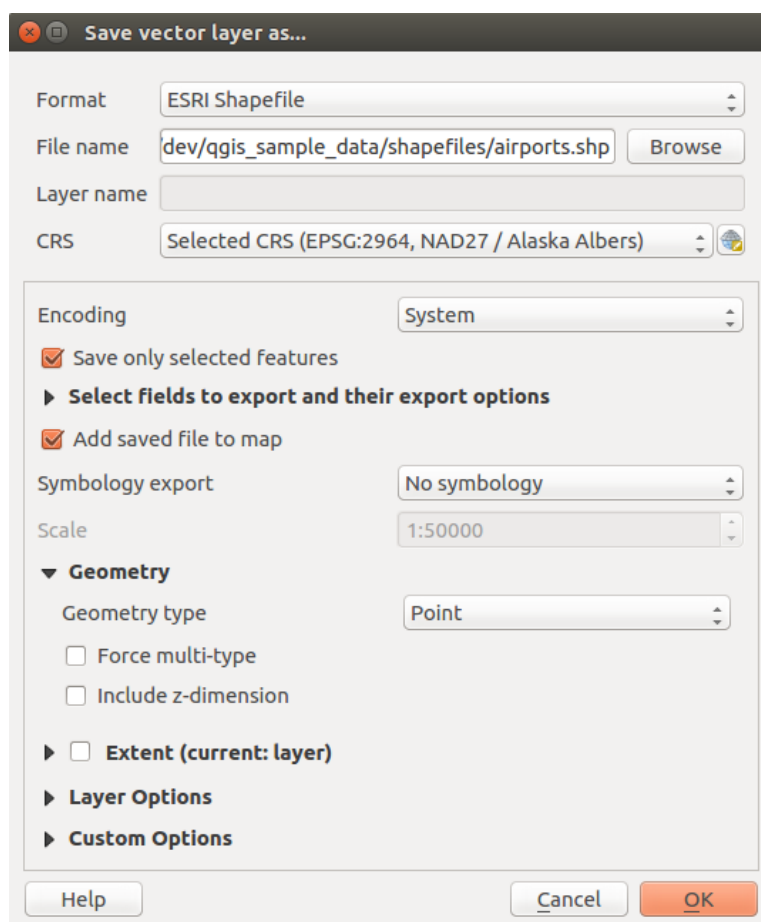 Save vector layer as...
Format ESRI Shapefile
File name dev/qgis_sample_data/shapefiles/airports.shp Browse
Layer name
CRS Selected CRS (EPSG:2964, NAD27 / Alaska Albers)
Encoding System
Save only selected features
Select fields to export and their export options
Add saved file to map
Symbology export No symbology
Scale 1:50000
Geometry
Geometry type Point
Force multi-type
Include z-dimension
Extent (current: layer)
Layer Options
Custom Options
Help Cancel OK